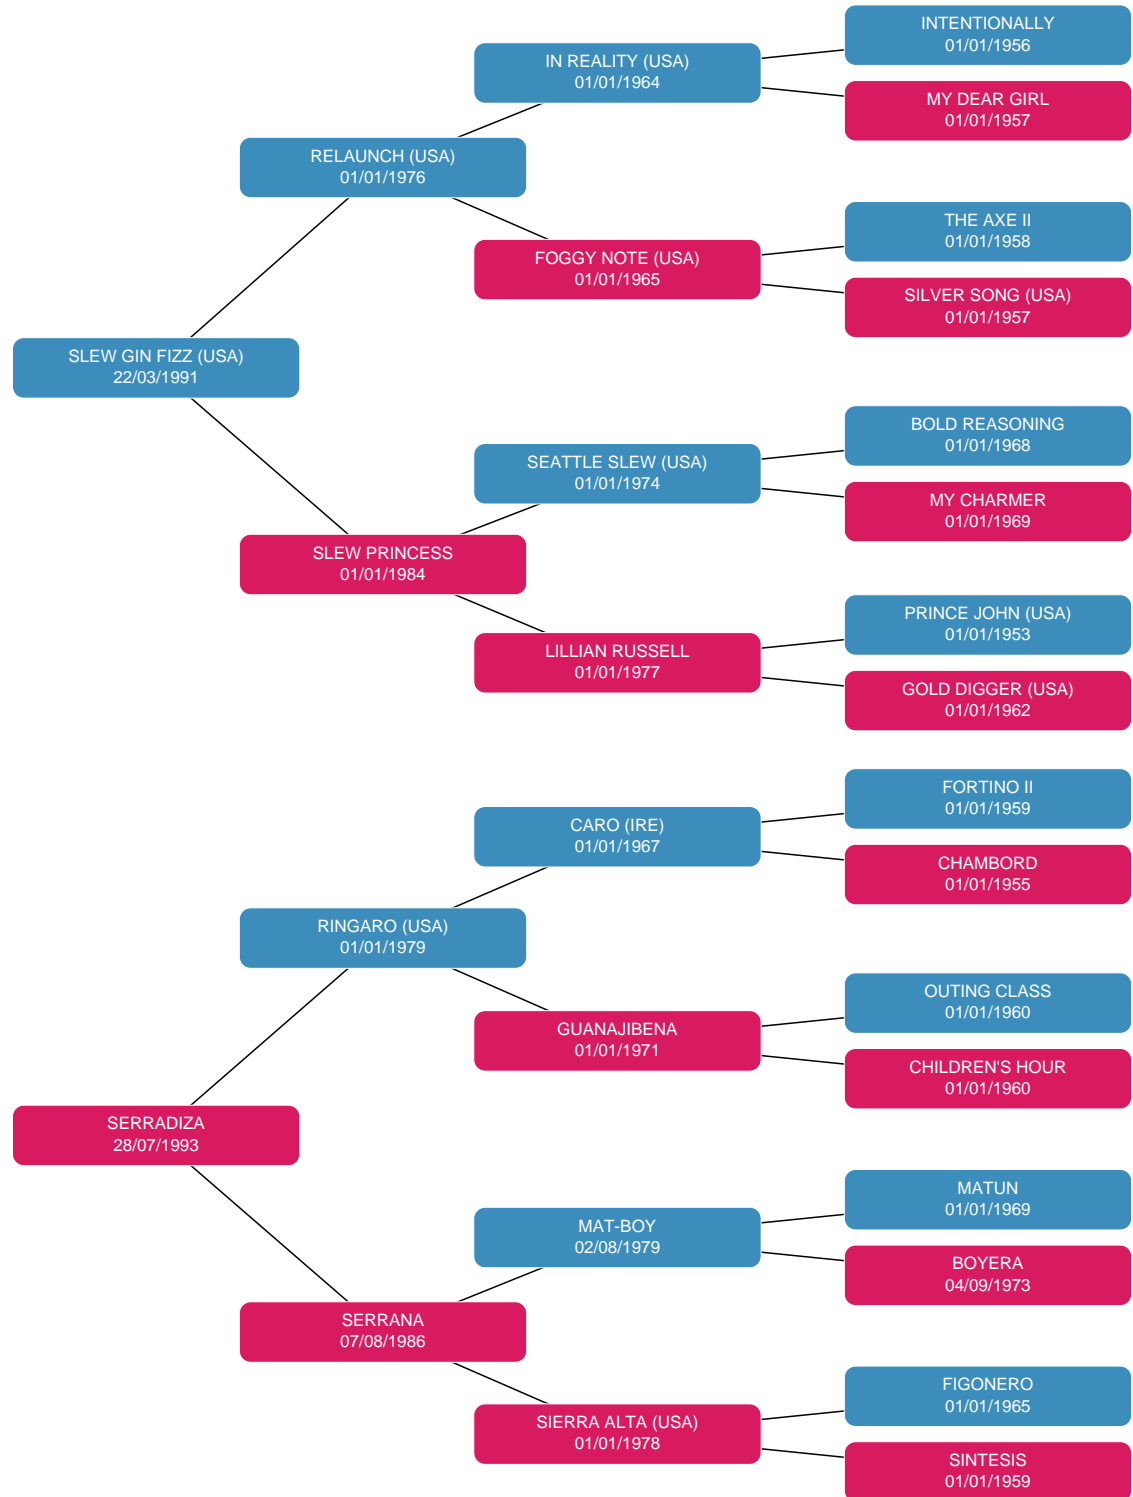 INTENTIONALLY
01/01/1956
IN REALITY (USA)
01/01/1964
MY DEAR GIRL
01/01/1957
RELAUNCH (USA)
01/01/1976
THE AXE II
01/01/1958
FOGGY NOTE (USA)
01/01/1965
SILVER SONG (USA)
01/01/1957
SLEW GIN FIZZ (USA)
22/03/1991
BOLD REASONING
01/01/1968
SEATTLE SLEW (USA)
01/01/1974
MY CHARMER
01/01/1969
SLEW PRINCESS
01/01/1984
PRINCE JOHN (USA)
01/01/1953
LILLIAN RUSSELL
01/01/1977
GOLD DIGGER (USA)
01/01/1962
FORTINO II
01/01/1959
CARO (IRE)
01/01/1967
CHAMBORD
01/01/1955
RINGARO (USA)
01/01/1979
OUTING CLASS
01/01/1960
GUANAJIBENA
01/01/1971
CHILDREN'S HOUR
01/01/1960
SERRADIZA
28/07/1993
MATUN
01/01/1969
MAT-BOY
02/08/1979
BOYERA
04/09/1973
SERRANA
07/08/1986
FIGONERO
01/01/1965
SIERRA ALTA (USA)
01/01/1978
SINTESIS
01/01/1959